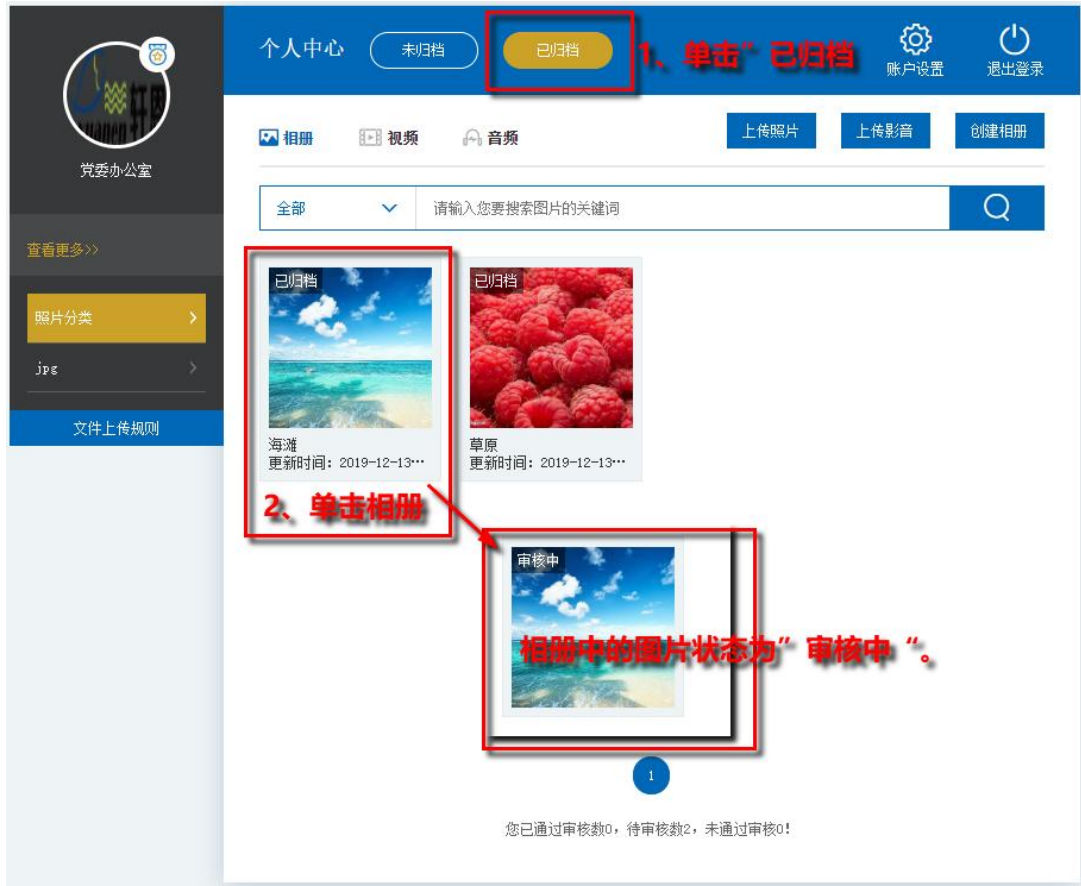 个人中心
未归档
已归档
1、单击”已归档
账户设置
退出登录
轩恩
xuanen
党委办公室
相册
视频
音频
上传照片
上传影音
创建相册
全部
请输入您要搜索图片的关键词
查看更多>>
照片分类
jpg
文件上传规则
已归档
已归档
海滩
更新时间：2019-12-13…
草原
更新时间：2019-12-13…
2、单击相册
审核中
相册中的图片状态为”审核中“。
1
您已通过审核数0，待审核数2，未通过审核0！